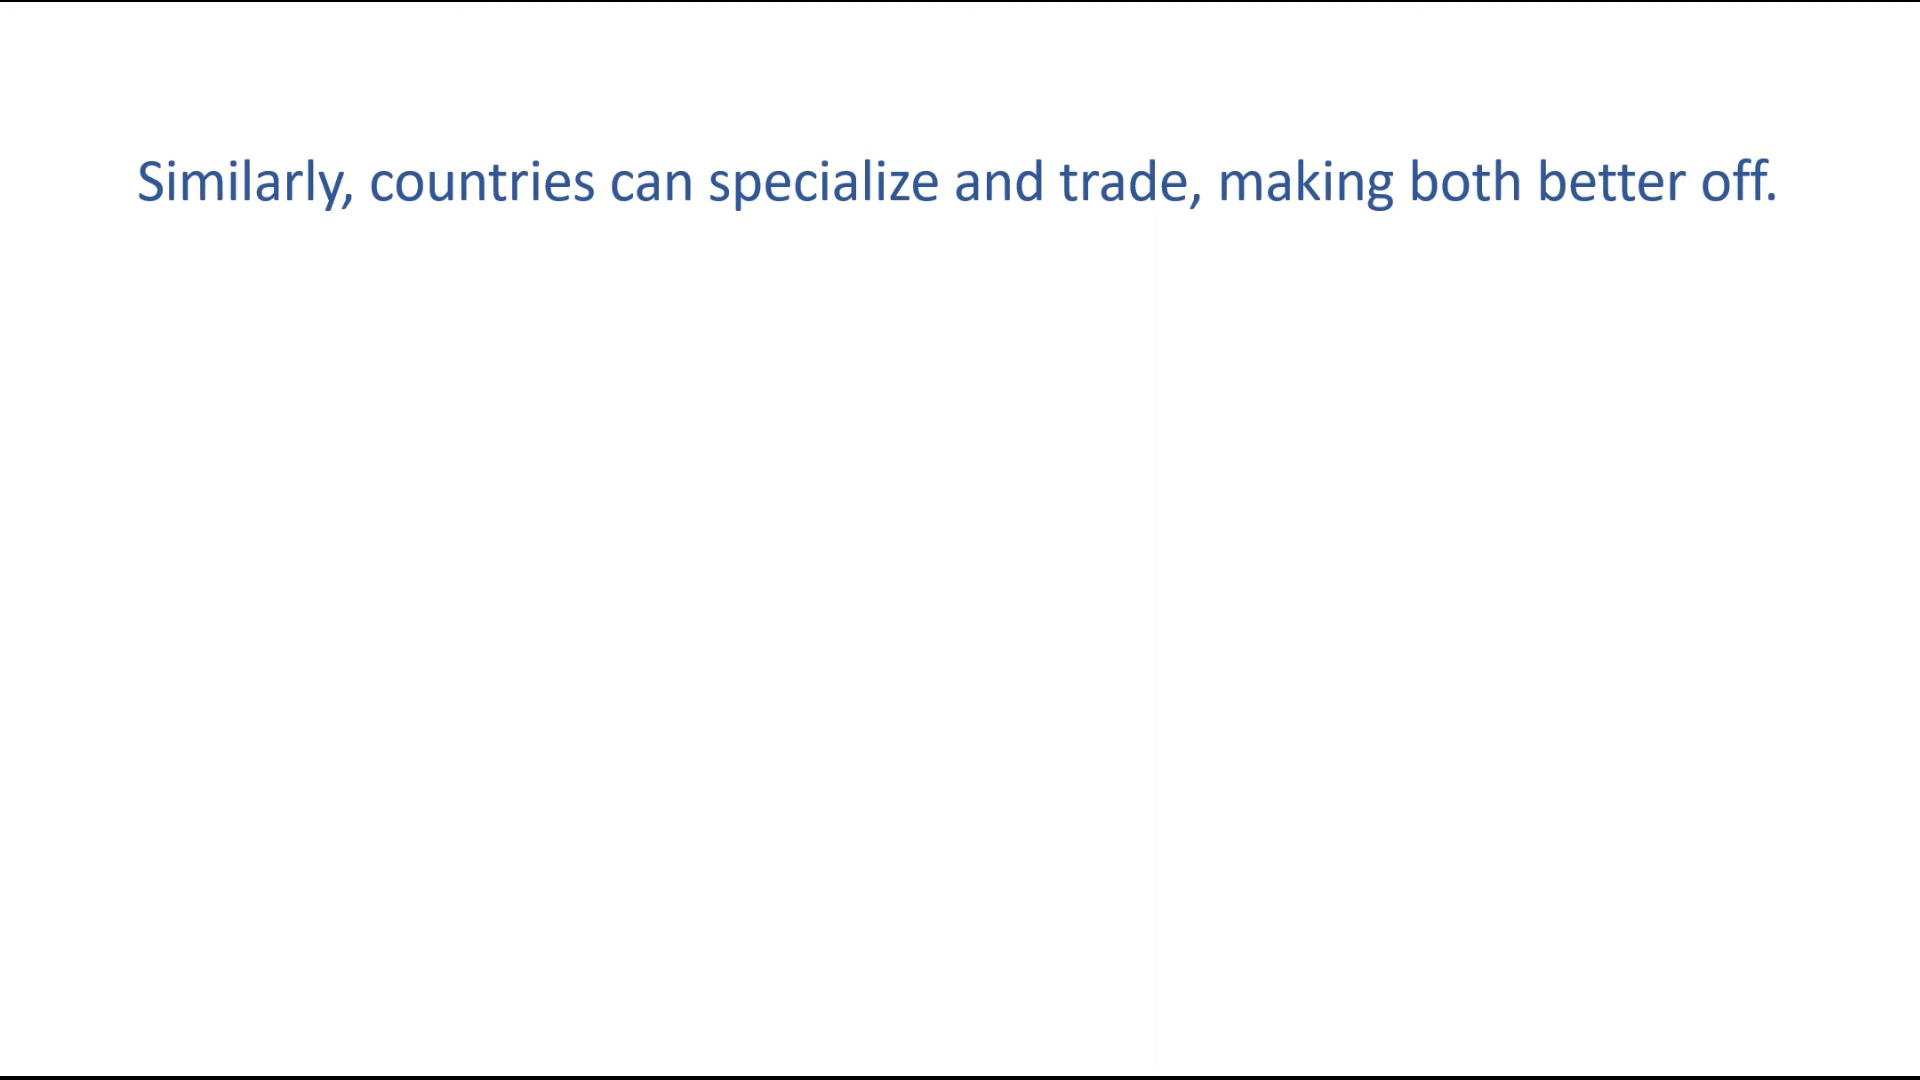 Similarly, countries can specialize and trade, making both better off.